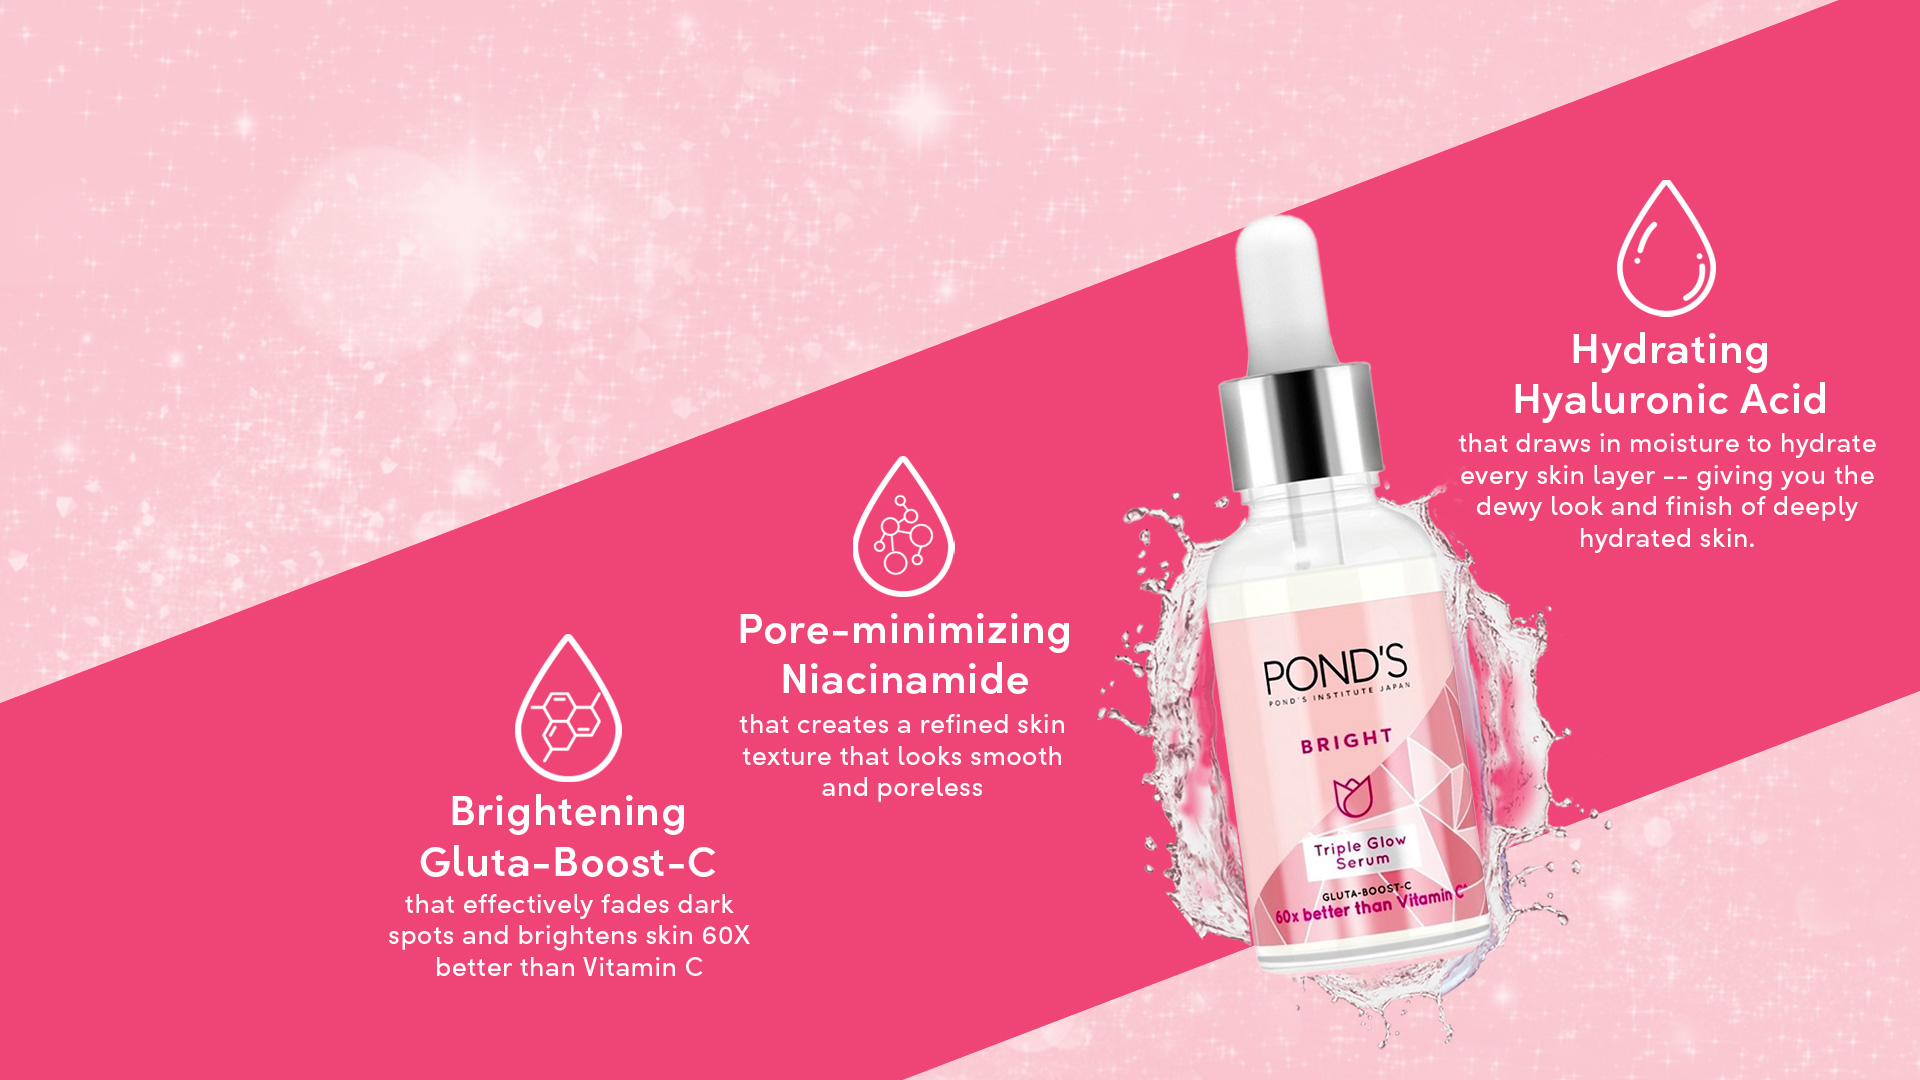 Hydrating
Hyaluronic Acid
that draws in moisture to hydrate
every skin layer -- giving you the
dewy look and finish of deeply
hydrated skin.
Pore-minimizing
Niacinamide
that creates a refined skin
texture that looks smooth
and poreless
Brightening
Gluta-Boost-C
that effectively fades dark
spots and brightens skin 60X
better than Vitamin C
POND'S
POND'S INSTITUTE JAPAN
BRIGHT
Triple Glow
Serum
GLUTA-BOOST-C
60x better than Vitamin C*